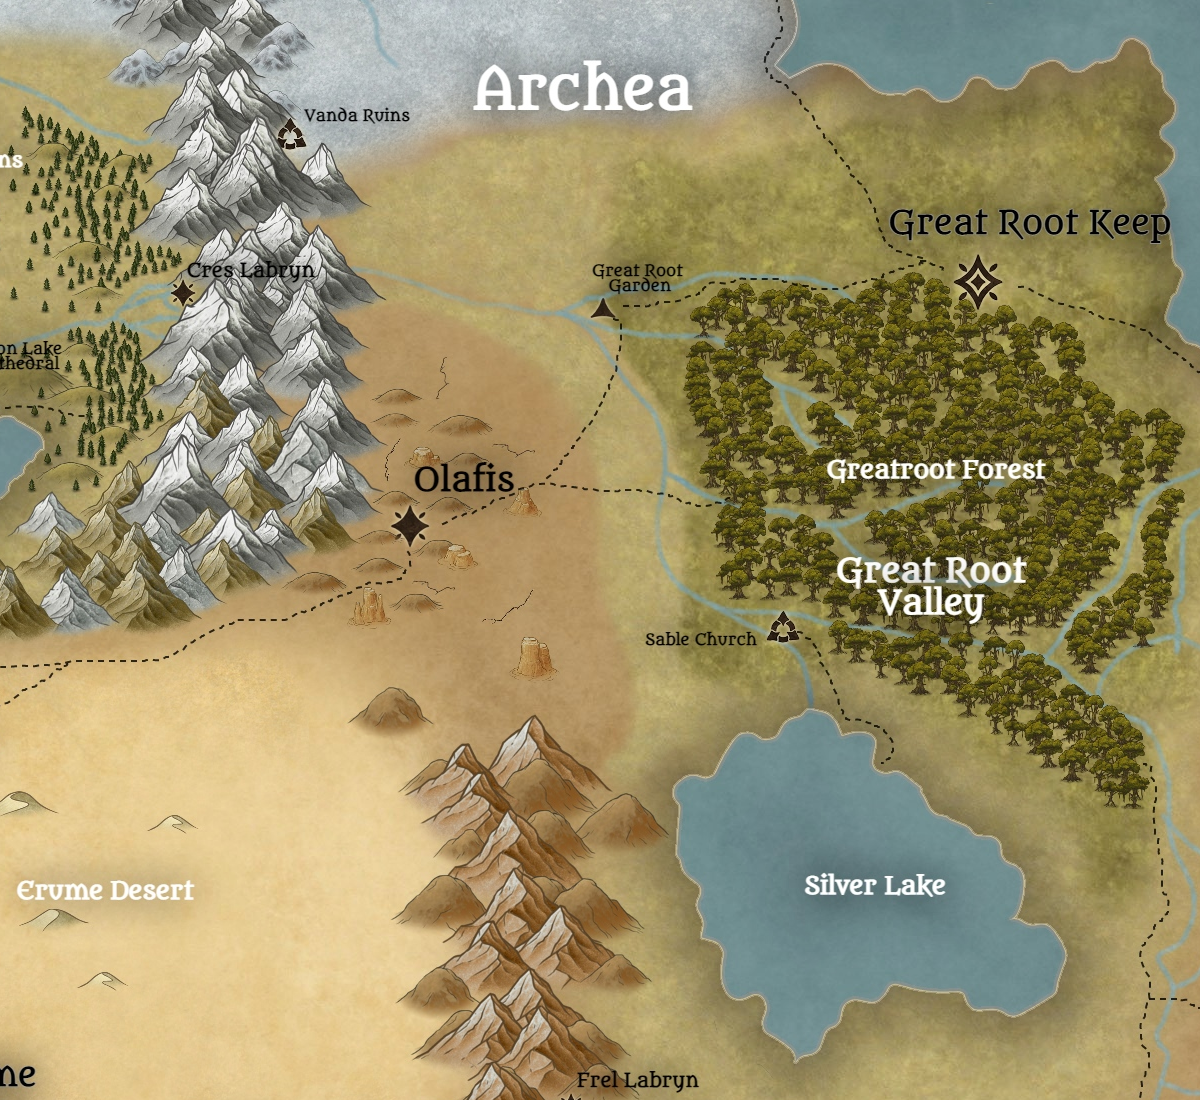 Archea
Vanda Ruins
Great Root Keep
Cres Labryn
Great Root
Garden
Olafis
Greatroot Forest
Great Root
Valley
Sable Church
Erume Desert
Silver Lake
Frel Labryn